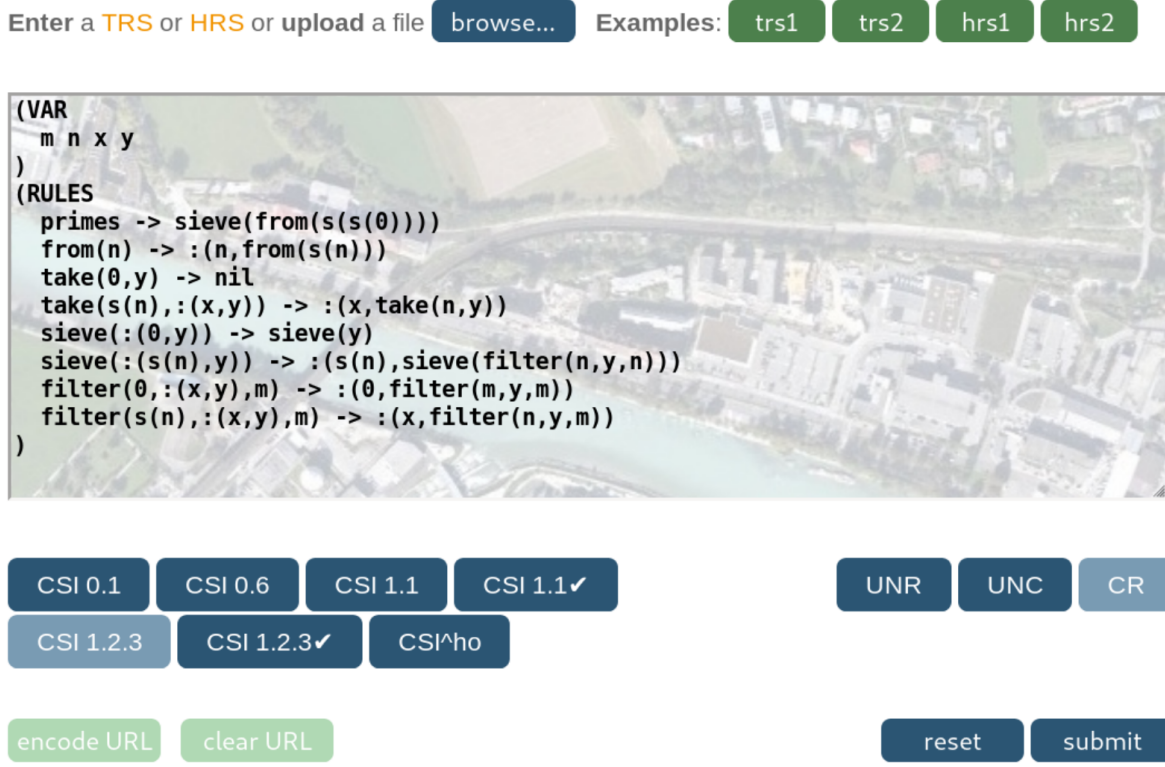 Enter a TRS or HRS or upload a file browse... Examples: trs1 trs2 hrs1 hrs2
(VAR
  m n x y
)
(RULES
  primes -> sieve(from(s(s(0))))
  from(n) -> :(n,from(s(n)))
  take(0,y) -> nil
  take(s(n),:(x,y)) -> :(x,take(n,y))
  sieve(:(0,y)) -> sieve(y)
  sieve(:(s(n),y)) -> :(s(n),sieve(filter(n,y,n)))
  filter(0,:(x,y),m) -> :(0,filter(m,y,m))
  filter(s(n),:(x,y),m) -> :(x,filter(n,y,m))
)
CSI 0.1 CSI 0.6 CSI 1.1 CSI 1.1✔ UNR UNC CR
CSI 1.2.3 CSI 1.2.3✔ CSI^ho
encode URL clear URL reset submit